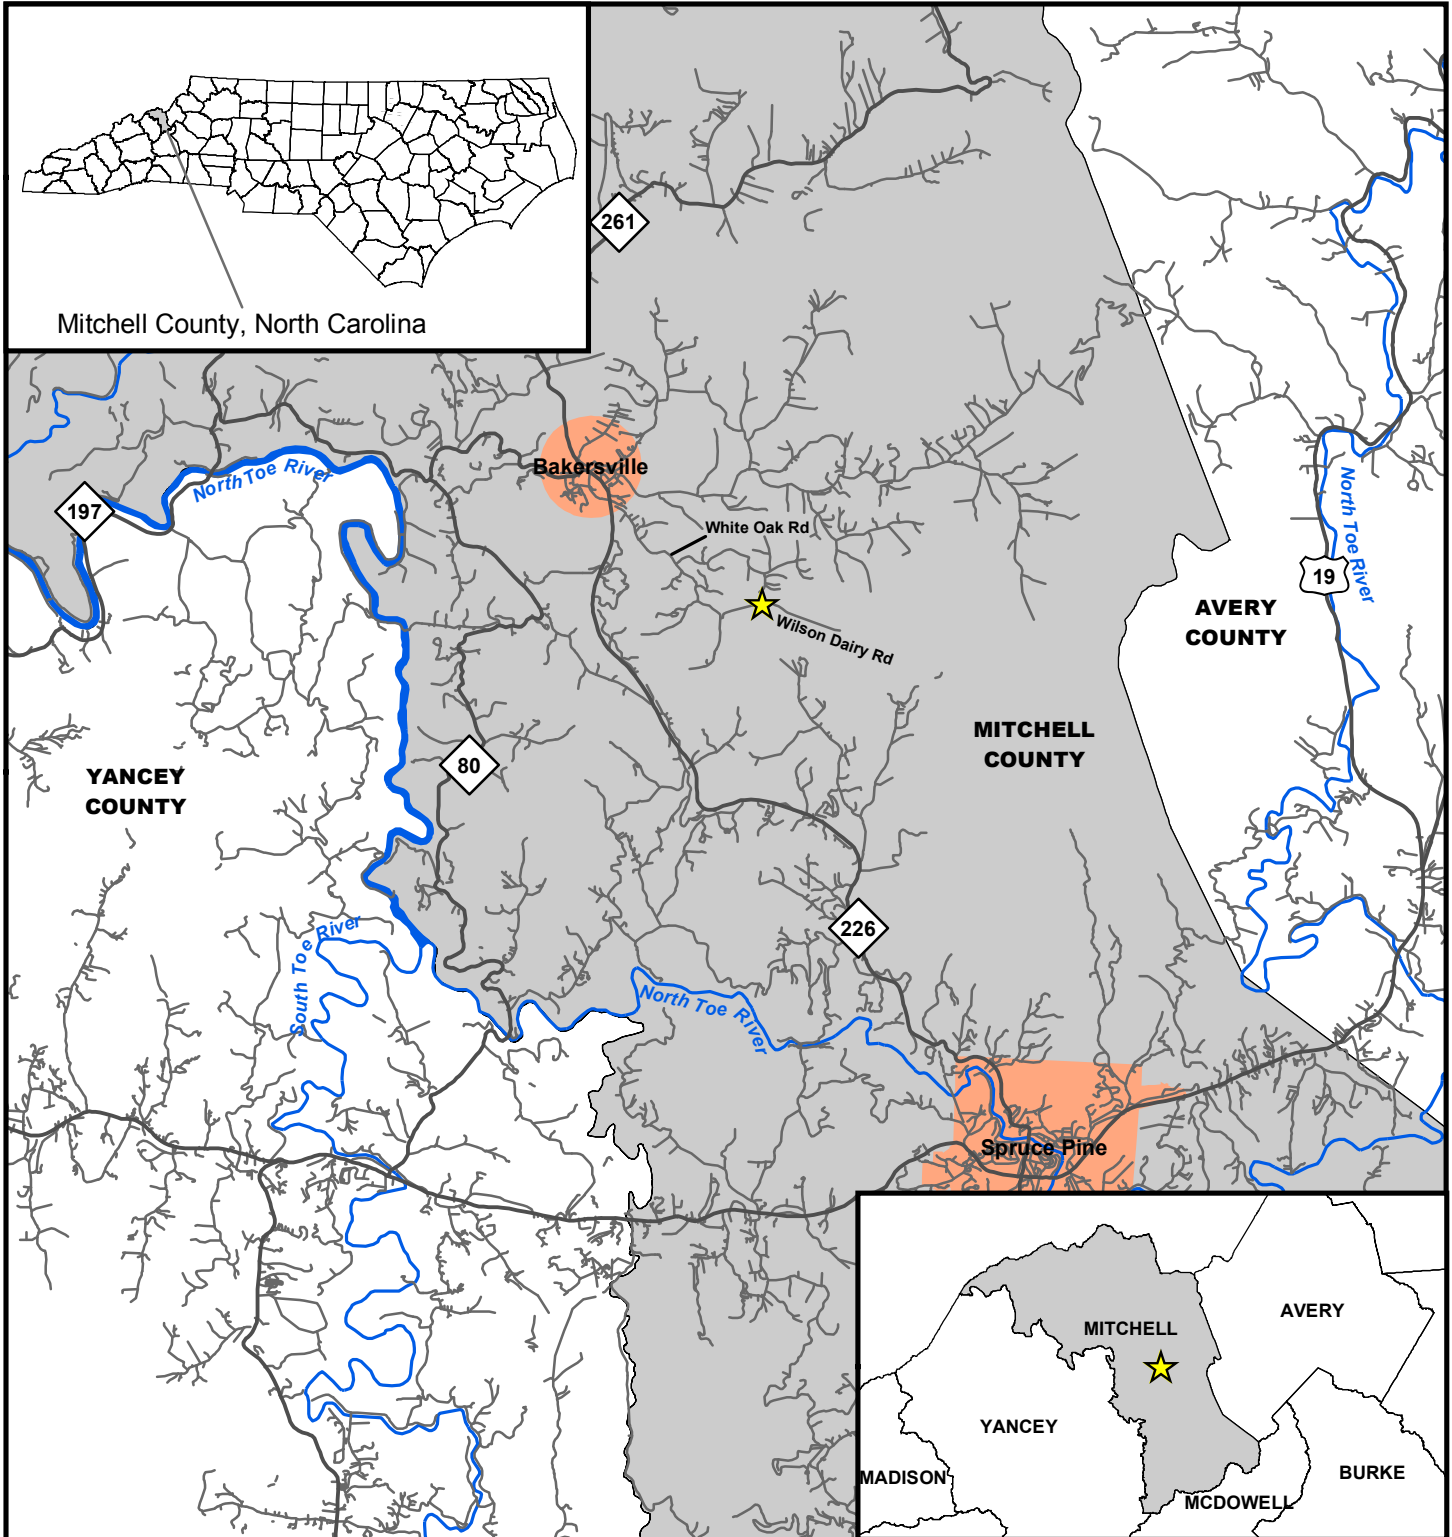 Mitchell County, North Carolina
261
Bakersville
North Toe River
197
White Oak Rd
North Toe River
19
AVERY
COUNTY
Wilson Dairy Rd
MITCHELL
COUNTY
80
YANCEY
COUNTY
226
South Toe River
North Toe River
Spruce Pine
AVERY
MITCHELL
YANCEY
MADISON
BURKE
MCDOWELL